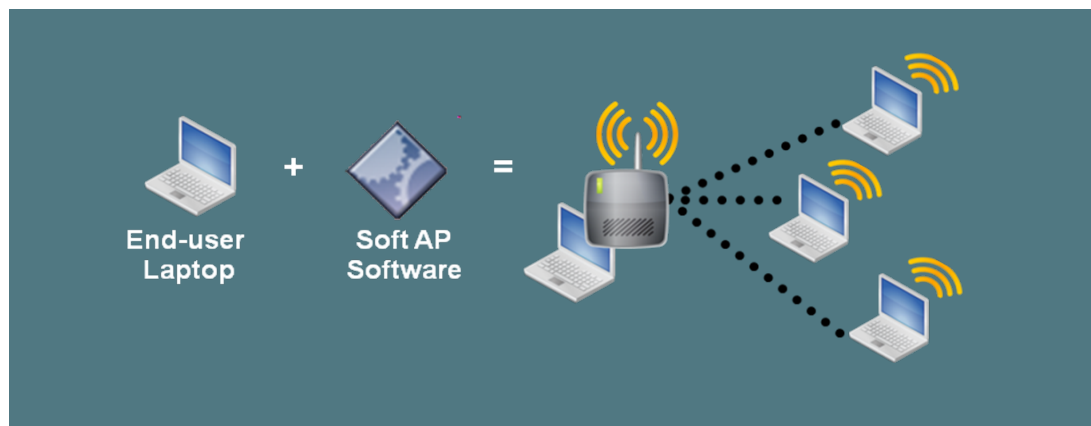 +
=
End-user
Laptop
Soft AP
Software